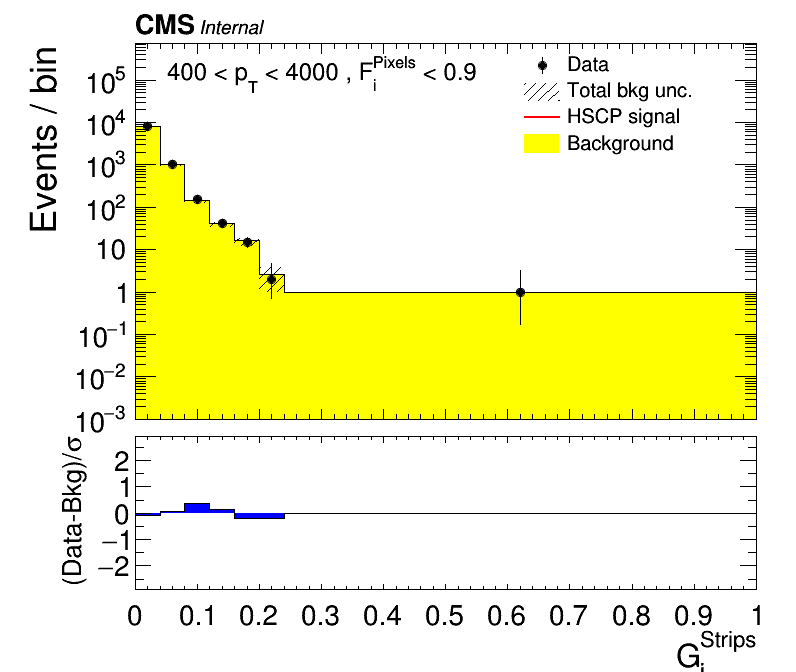 CMS Internal
400 < pT < 4000 , Fi^Pixels < 0.9
Data
Total bkg unc.
HSCP signal
Background
Events / bin
10^5
10^4
10^3
10^2
10
1
10^−1
10^−2
10^−3
(Data-Bkg)/σ
2
1
0
−1
−2
0 0.1 0.2 0.3 0.4 0.5 0.6 0.7 0.8 0.9 1
Gi^Strips